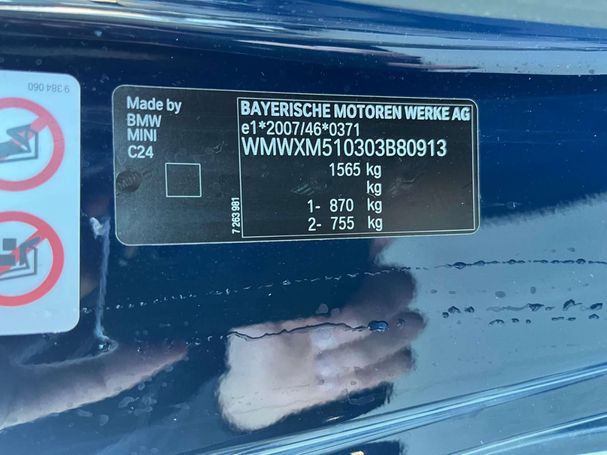 9 384 060
Made by
BMW
MINI
C24
7 263 981
BAYERISCHE MOTOREN WERKE AG
e1*2007/46*0371
WMWXM510303B80913
1565 kg
kg
1- 870 kg
2- 755 kg